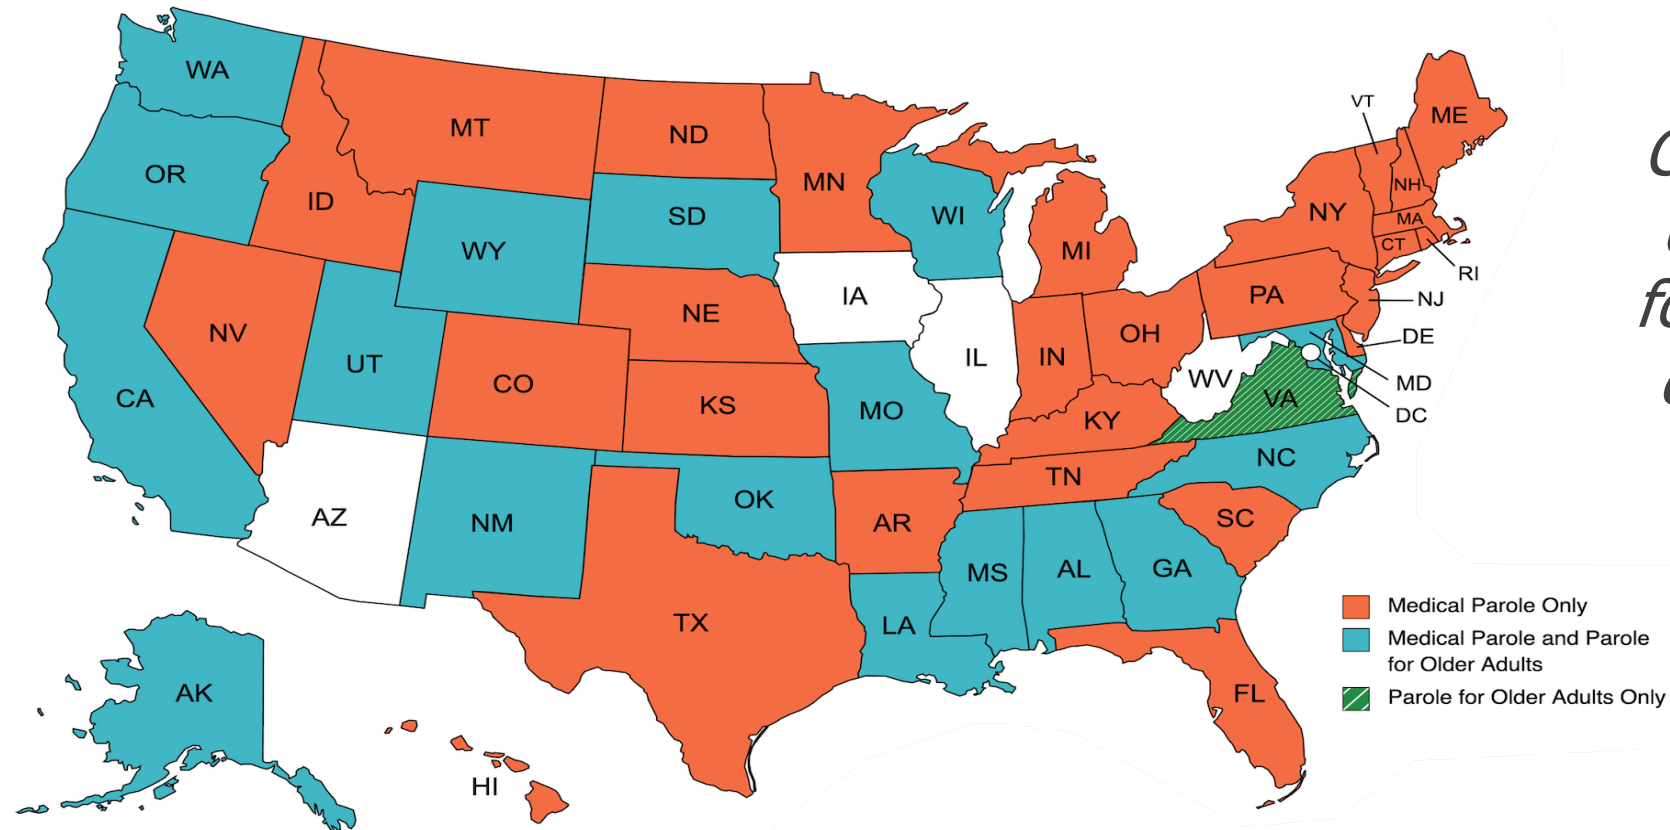 WA
OR
CA
ID
NV
MT
WY
UT
AZ
CO
NM
ND
SD
NE
KS
OK
TX
MN
IA
MO
AR
LA
WI
IL
MI
IN
OH
KY
TN
MS
AL
GA
FL
SC
NC
VA
WV
PA
NY
VT
NH
ME
MA
CT
RI
NJ
DE
MD
DC
AK
HI
Medical Parole Only
Medical Parole and Parole
for Older Adults
Parole for Older Adults Only